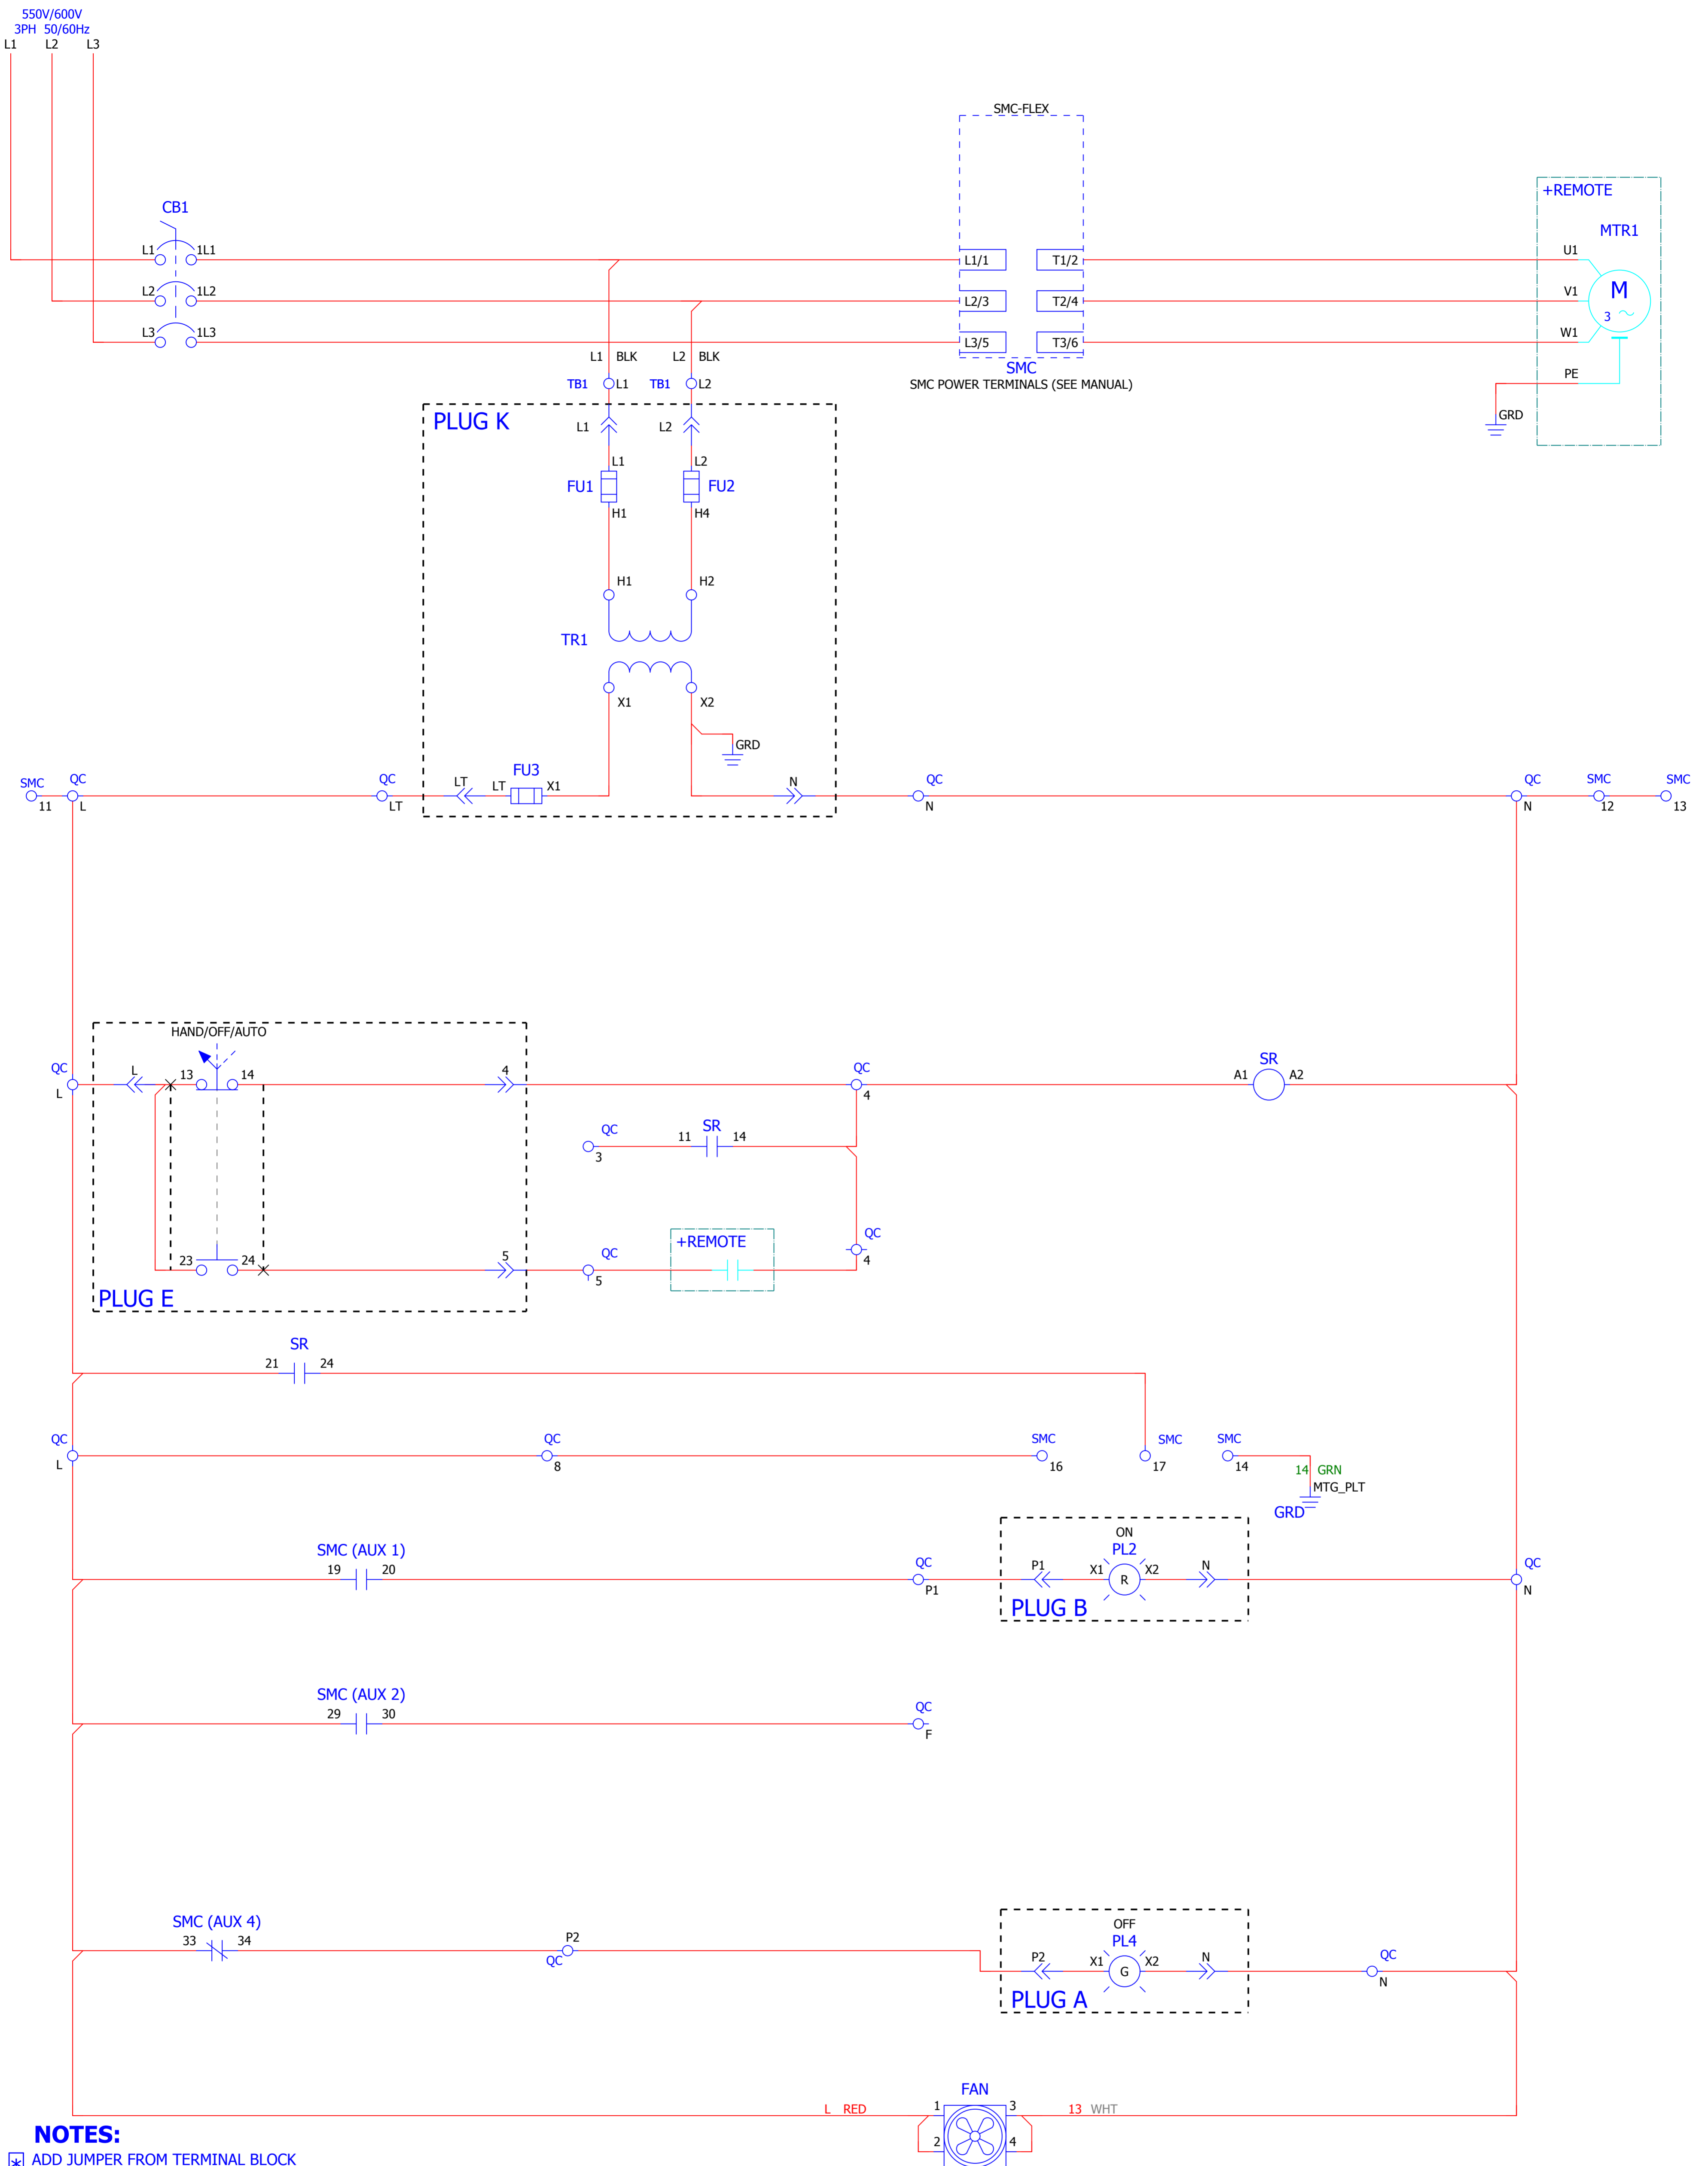 550V/600V
3PH 50/60Hz
L1 L2 L3
SMC-FLEX
+REMOTE
CB1
MTR1
L1 1L1
L1/1 T1/2
U1
L2 1L2
L2/3 T2/4
V1
M
3
L3 1L3
L3/5 T3/6
W1
L1 BLK L2 BLK
SMC
PE
TB1 L1 TB1 L2
SMC POWER TERMINALS (SEE MANUAL)
GRD
PLUG K
L1 L2
L1 L2
FU1 FU2
H1 H4
H1 H2
TR1
X1 X2
GRD
SMC QC QC LT LT FU3 X1 N QC QC SMC SMC
11 L LT N N 12 13
HAND/OFF/AUTO
QC L 13 14 4 QC A1 SR A2
L 4
QC 11 SR 14
3
+REMOTE
23 24 5 QC QC
5 4
PLUG E
SR
21 24
QC QC SMC SMC SMC
L 8 16 17 14
14 GRN
MTG_PLT
GRD
ON
SMC (AUX 1) PL2
19 20 QC P1 X1 R X2 N QC
P1 N
PLUG B
SMC (AUX 2)
29 30 QC
F
OFF
SMC (AUX 4) PL4
33 34 P2 P2 X1 G X2 N QC
QC N
PLUG A
FAN
L RED 1 3 13 WHT
2 4
NOTES:
* ADD JUMPER FROM TERMINAL BLOCK